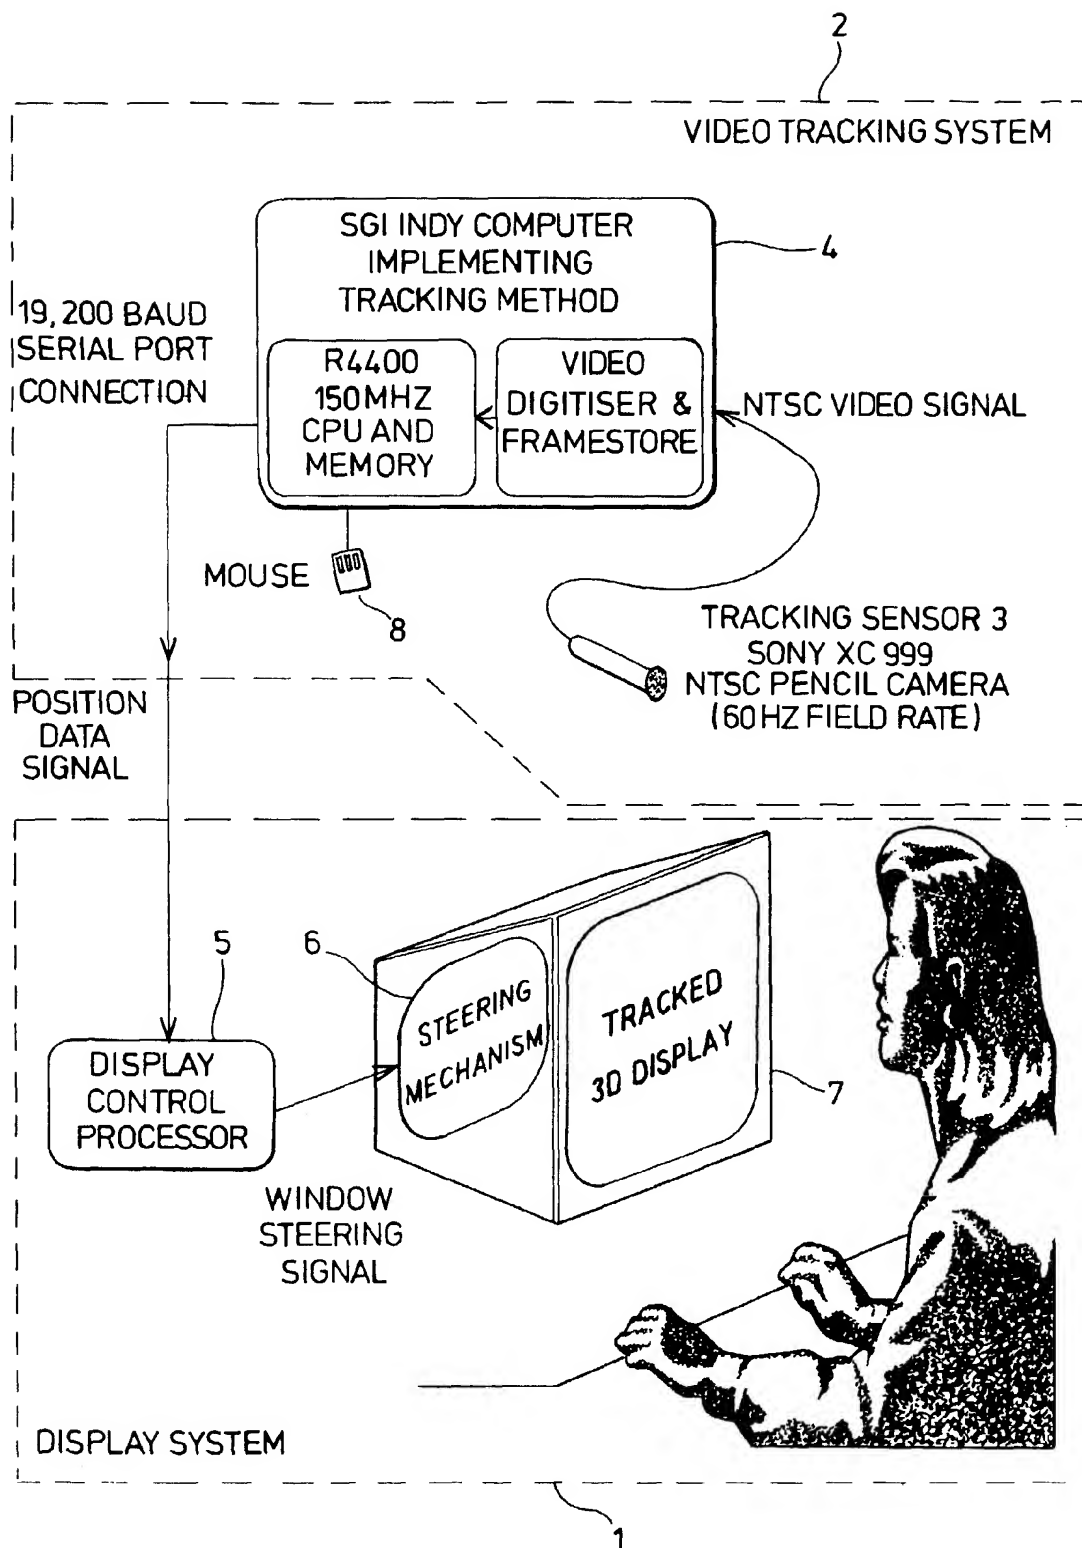 2
VIDEO TRACKING SYSTEM
SGI INDY COMPUTER
IMPLEMENTING
TRACKING METHOD
4
19,200 BAUD
SERIAL PORT
CONNECTION
R4400
150MHZ
CPU AND
MEMORY
VIDEO
DIGITISER &
FRAMESTORE
NTSC VIDEO SIGNAL
MOUSE
8
TRACKING SENSOR 3
SONY XC 999
NTSC PENCIL CAMERA
(60HZ FIELD RATE)
POSITION
DATA
SIGNAL
5
6
STEERING
MECHANISM
TRACKED
3D DISPLAY
7
DISPLAY
CONTROL
PROCESSOR
WINDOW
STEERING
SIGNAL
DISPLAY SYSTEM
1